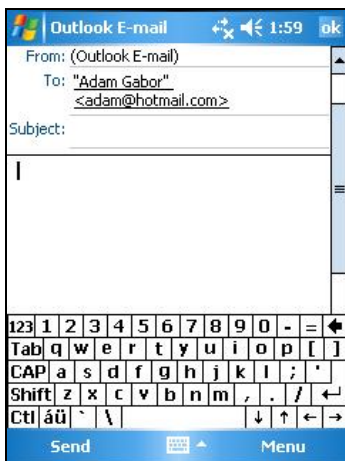 Outlook E-mail 1:59 ok
From: (Outlook E-mail)
To: "Adam Gabor"
<adam@hotmail.com>
Subject:
123 1 2 3 4 5 6 7 8 9 0 - =
Tab q w e r t y u i o p [ ]
CAP a s d f g h j k l ; '
Shift z x c v b n m , . /
Ctl áü ` \ ↓ ↑ ← →
Send Menu